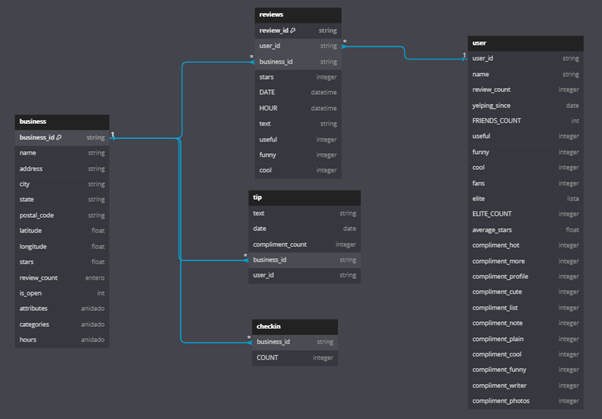 business
business_id string
name string
address string
city string
state string
postal_code string
latitude float
longitude float
stars float
review_count entero
is_open int
attributes anidado
categories anidado
hours anidado
1
reviews
review_id string
user_id string
business_id string
stars integer
DATE datetime
HOUR datetime
text string
useful integer
funny integer
cool integer
*
*
tip
text string
date date
compliment_count integer
business_id string
user_id string
*
checkin
business_id string
COUNT integer
*
user
user_id string
name string
review_count integer
yelping_since date
FRIENDS_COUNT int
useful integer
funny integer
cool integer
fans integer
elite lista
ELITE_COUNT integer
average_stars float
compliment_hot integer
compliment_more integer
compliment_profile integer
compliment_cute integer
compliment_list integer
compliment_note integer
compliment_plain integer
compliment_cool integer
compliment_funny integer
compliment_writer integer
compliment_photos integer
1